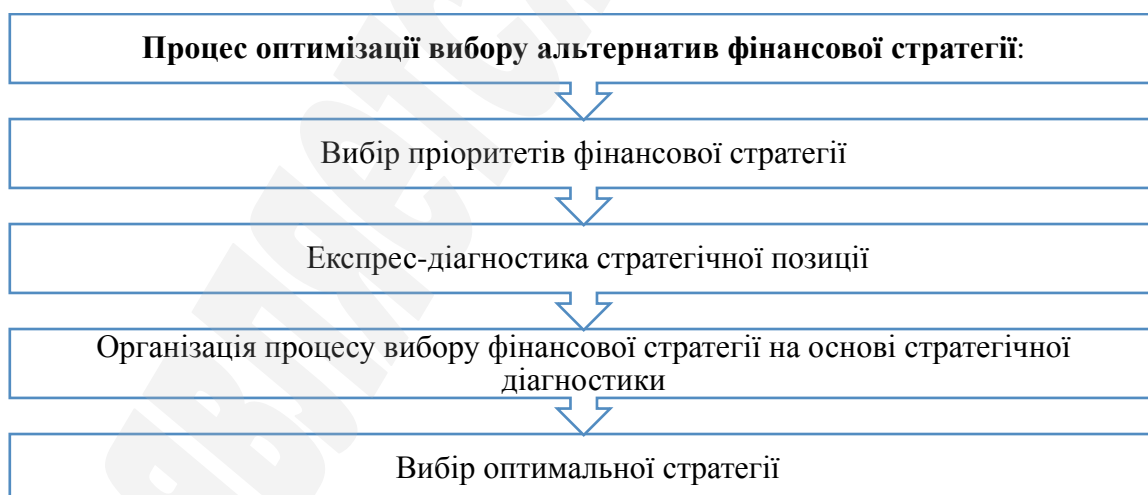 Процес оптимізації вибору альтернатив фінансової стратегії:
Вибір пріоритетів фінансової стратегії
Експрес-діагностика стратегічної позиції
Організація процесу вибору фінансової стратегії на основі стратегічної
діагностики
Вибір оптимальної стратегії